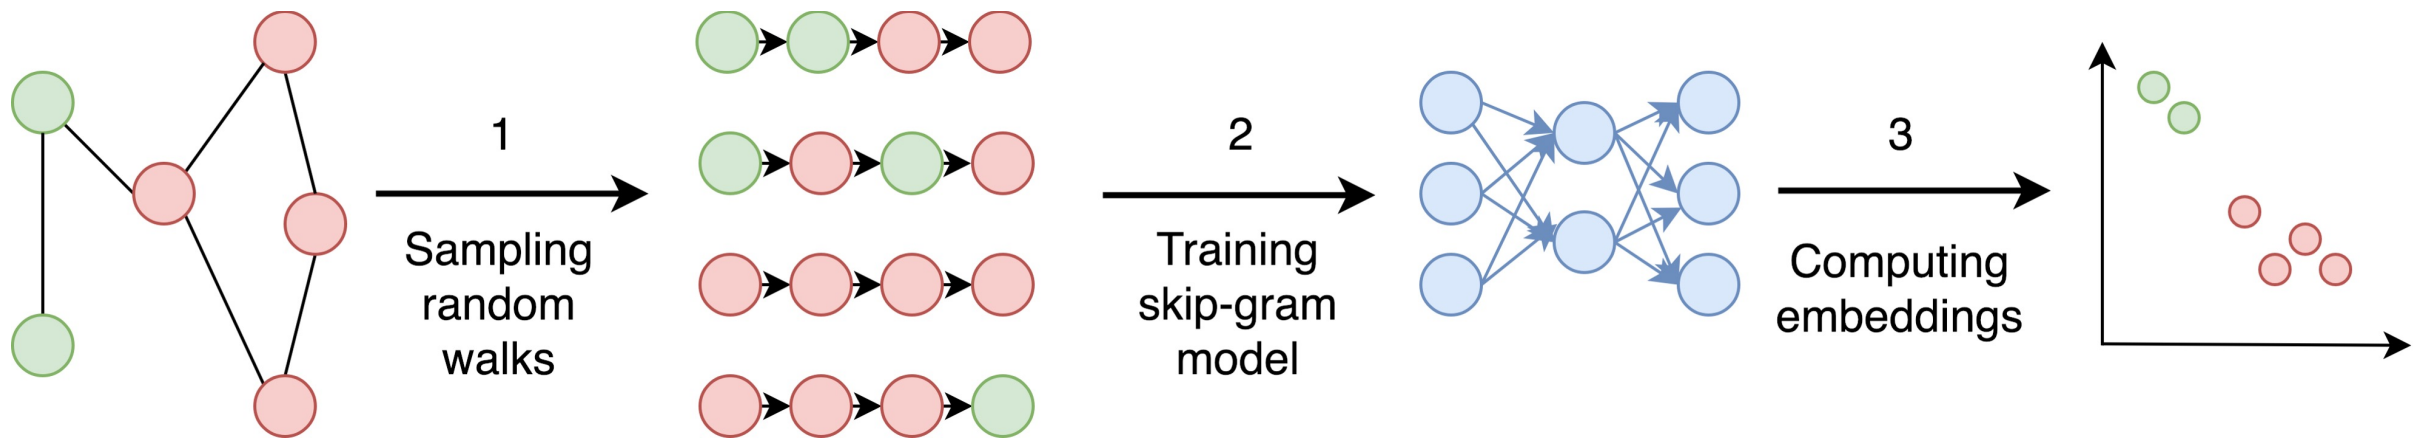 1
Sampling
random
walks
2
Training
skip-gram
model
3
Computing
embeddings